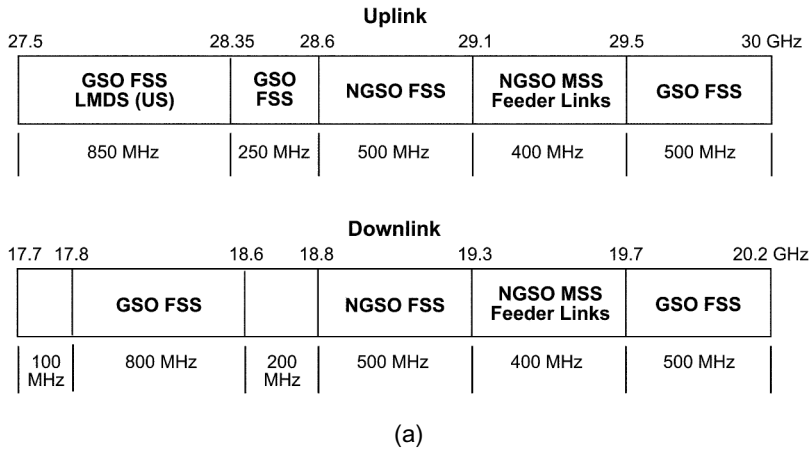 Uplink
27.5 28.35 28.6 29.1 29.5 30 GHz
GSO FSS
LMDS (US)
GSO
FSS
NGSO FSS
NGSO MSS
Feeder Links
GSO FSS
850 MHz 250 MHz 500 MHz 400 MHz 500 MHz
Downlink
17.7 17.8 18.6 18.8 19.3 19.7 20.2 GHz
GSO FSS
NGSO FSS
NGSO MSS
Feeder Links
GSO FSS
100
MHz
800 MHz
200
MHz
500 MHz 400 MHz 500 MHz
(a)